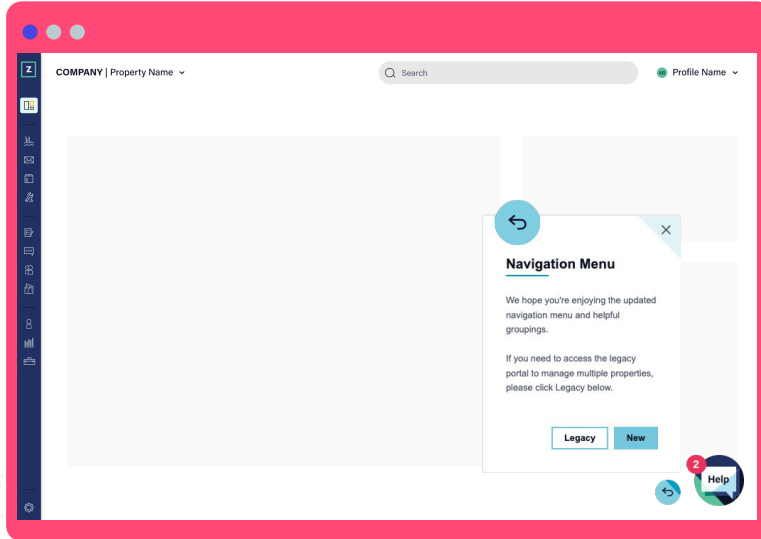 Z
COMPANY | Property Name
Search
AB
Profile Name
Navigation Menu
We hope you're enjoying the updated
navigation menu and helpful
groupings.
If you need to access the legacy
portal to manage multiple properties,
please click Legacy below.
Legacy
New
2
Help